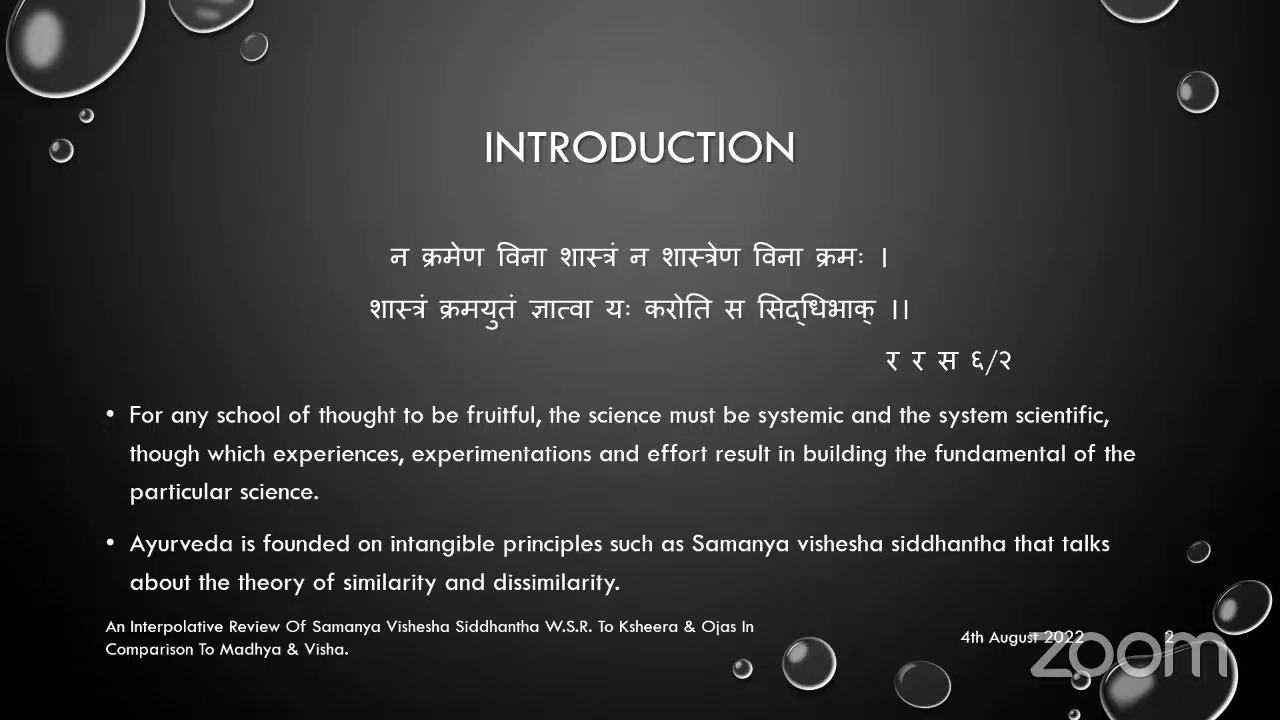 INTRODUCTION
न क्रमेण विना शास्त्रं न शास्त्रेण विना क्रमः ।
शास्त्रं क्रमयुतं ज्ञात्वा यः करोति स सिद्धिभाक् ।।
र र स ६/२
• For any school of thought to be fruitful, the science must be systemic and the system scientific,
though which experiences, experimentations and effort result in building the fundamental of the
particular science.
• Ayurveda is founded on intangible principles such as Samanya vishesha siddhantha that talks
about the theory of similarity and dissimilarity.
An Interpolative Review Of Samanya Vishesha Siddhantha W.S.R. To Ksheera & Ojas In
Comparison To Madhya & Visha.
4th August 2022
2
zoom